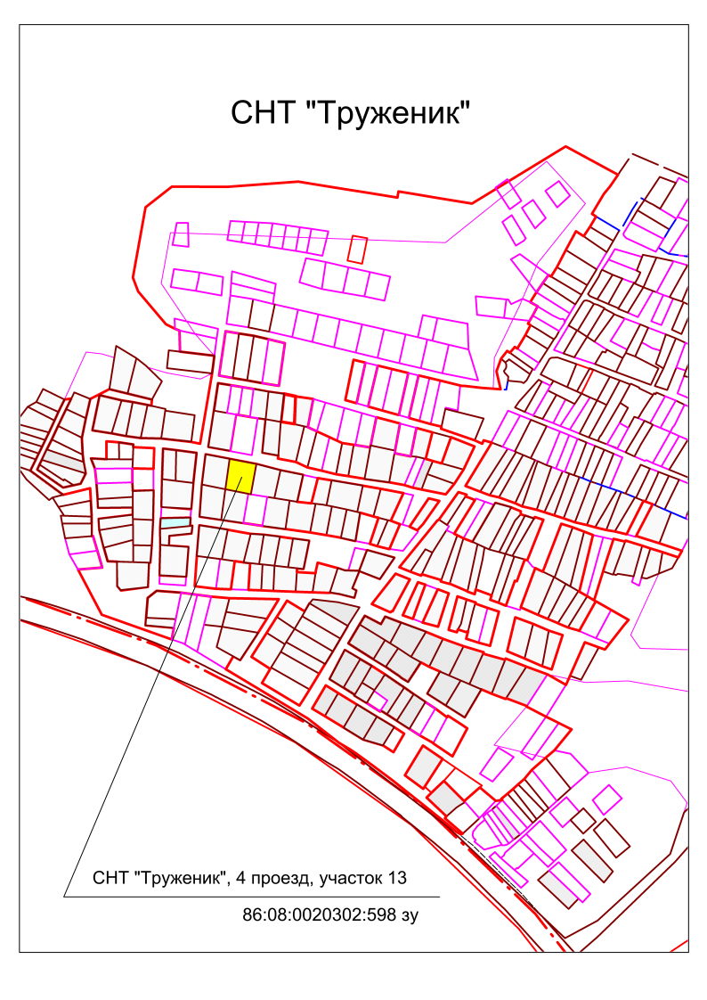 СНТ "Труженик"
СНТ "Труженик", 4 проезд, участок 13
86:08:0020302:598 зу